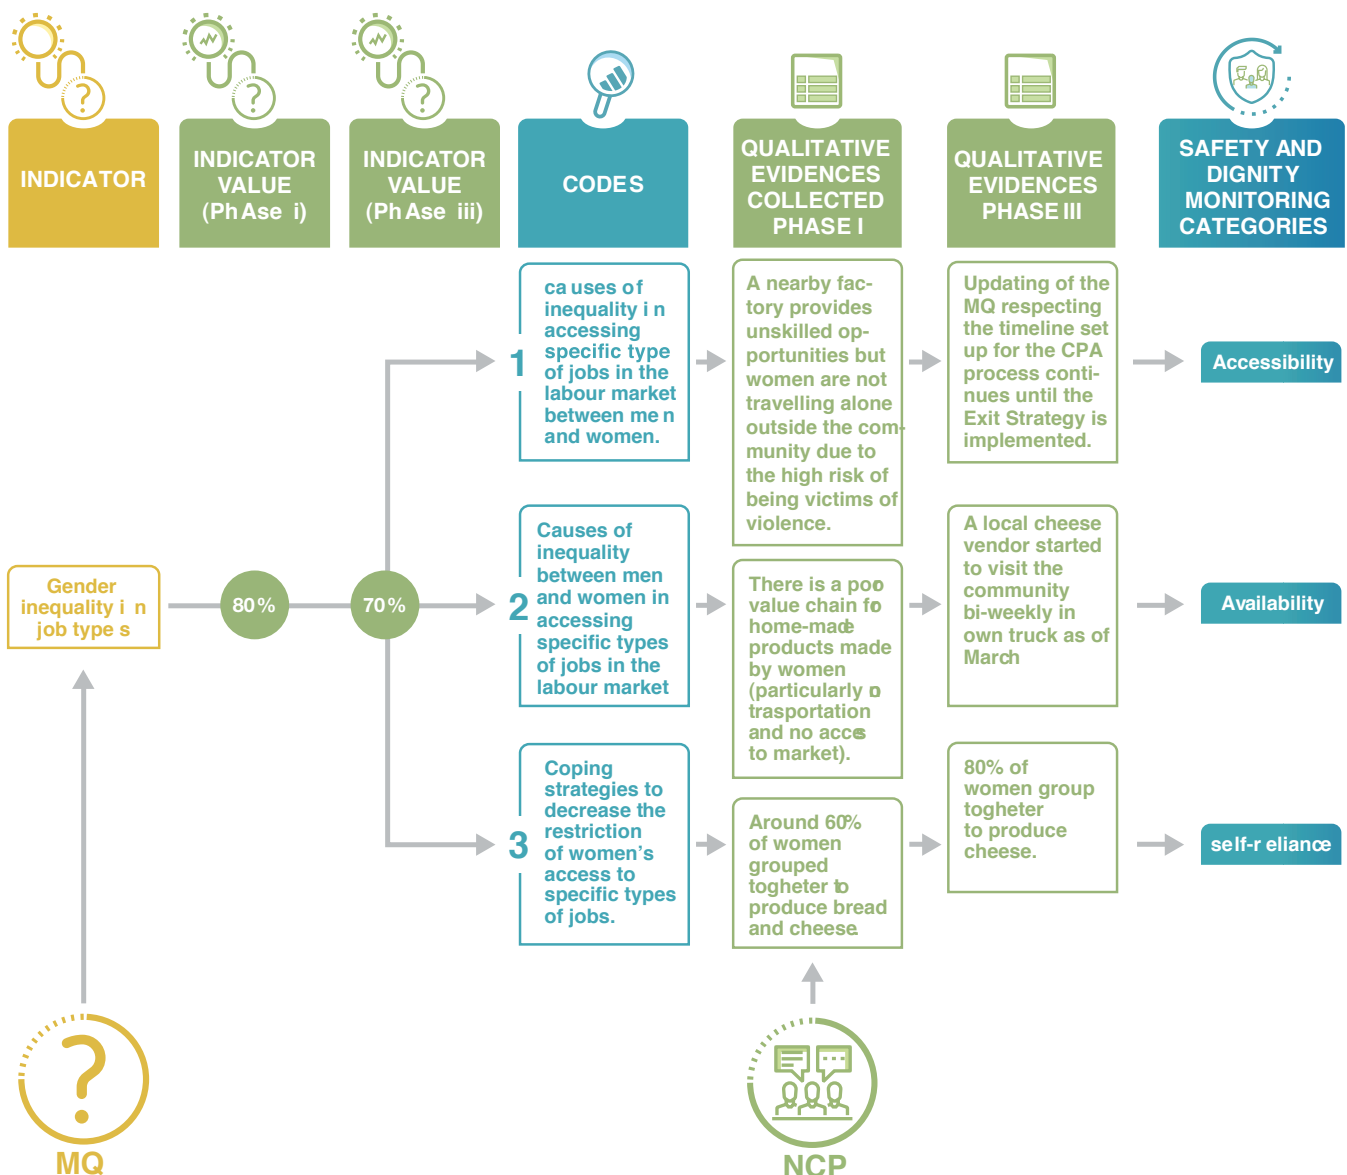 INDICATOR
INDICATOR
VALUE
(PhAse i)
INDICATOR
VALUE
(PhAse iii)
CODES
QUALITATIVE
EVIDENCES
COLLECTED
PHASE I
QUALITATIVE
EVIDENCES
PHASE III
SAFETY AND
DIGNITY
MONITORING
CATEGORIES
Gender
inequality i n
job type s
80%
70%
1
ca uses of
inequality i n
accessing
specific type
of jobs in the
labour market
between me n
and women.
A nearby fac-
tory provides
unskilled op-
portunities but
women are not
travelling alone
outside the com-
munity due to
the high risk of
being victims of
violence.
Updating of the
MQ respecting
the timeline set
up for the CPA
process conti-
nues until the
Exit Strategy is
implemented.
Accessibility
2
Causes of
inequality
between men
and women in
accessing
specific types
of jobs in the
labour market
There is a poor
value chain fo
home-made
products made
by women
(particularly no
trasportation
and no acces
to market).
A local cheese
vendor started
to visit the
community
bi-weekly in
own truck as of
March
Availability
3
Coping
strategies to
decrease the
restriction
of women's
access to
specific types
of jobs.
Around 60%
of women
grouped
togheter to
produce bread
and cheese.
80% of
women group
togheter
to produce
cheese.
self-r eliance
MQ
NCP